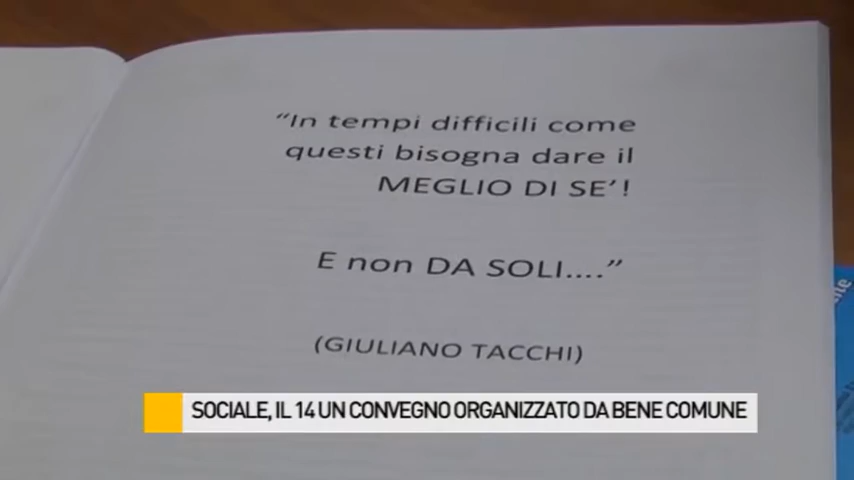 "In tempi difficili come
questi bisogna dare il
MEGLIO DI SE'!
E non DA SOLI...."
(GIULIANO TACCHI)
SOCIALE, IL 14 UN CONVEGNO ORGANIZZATO DA BENE COMUNE